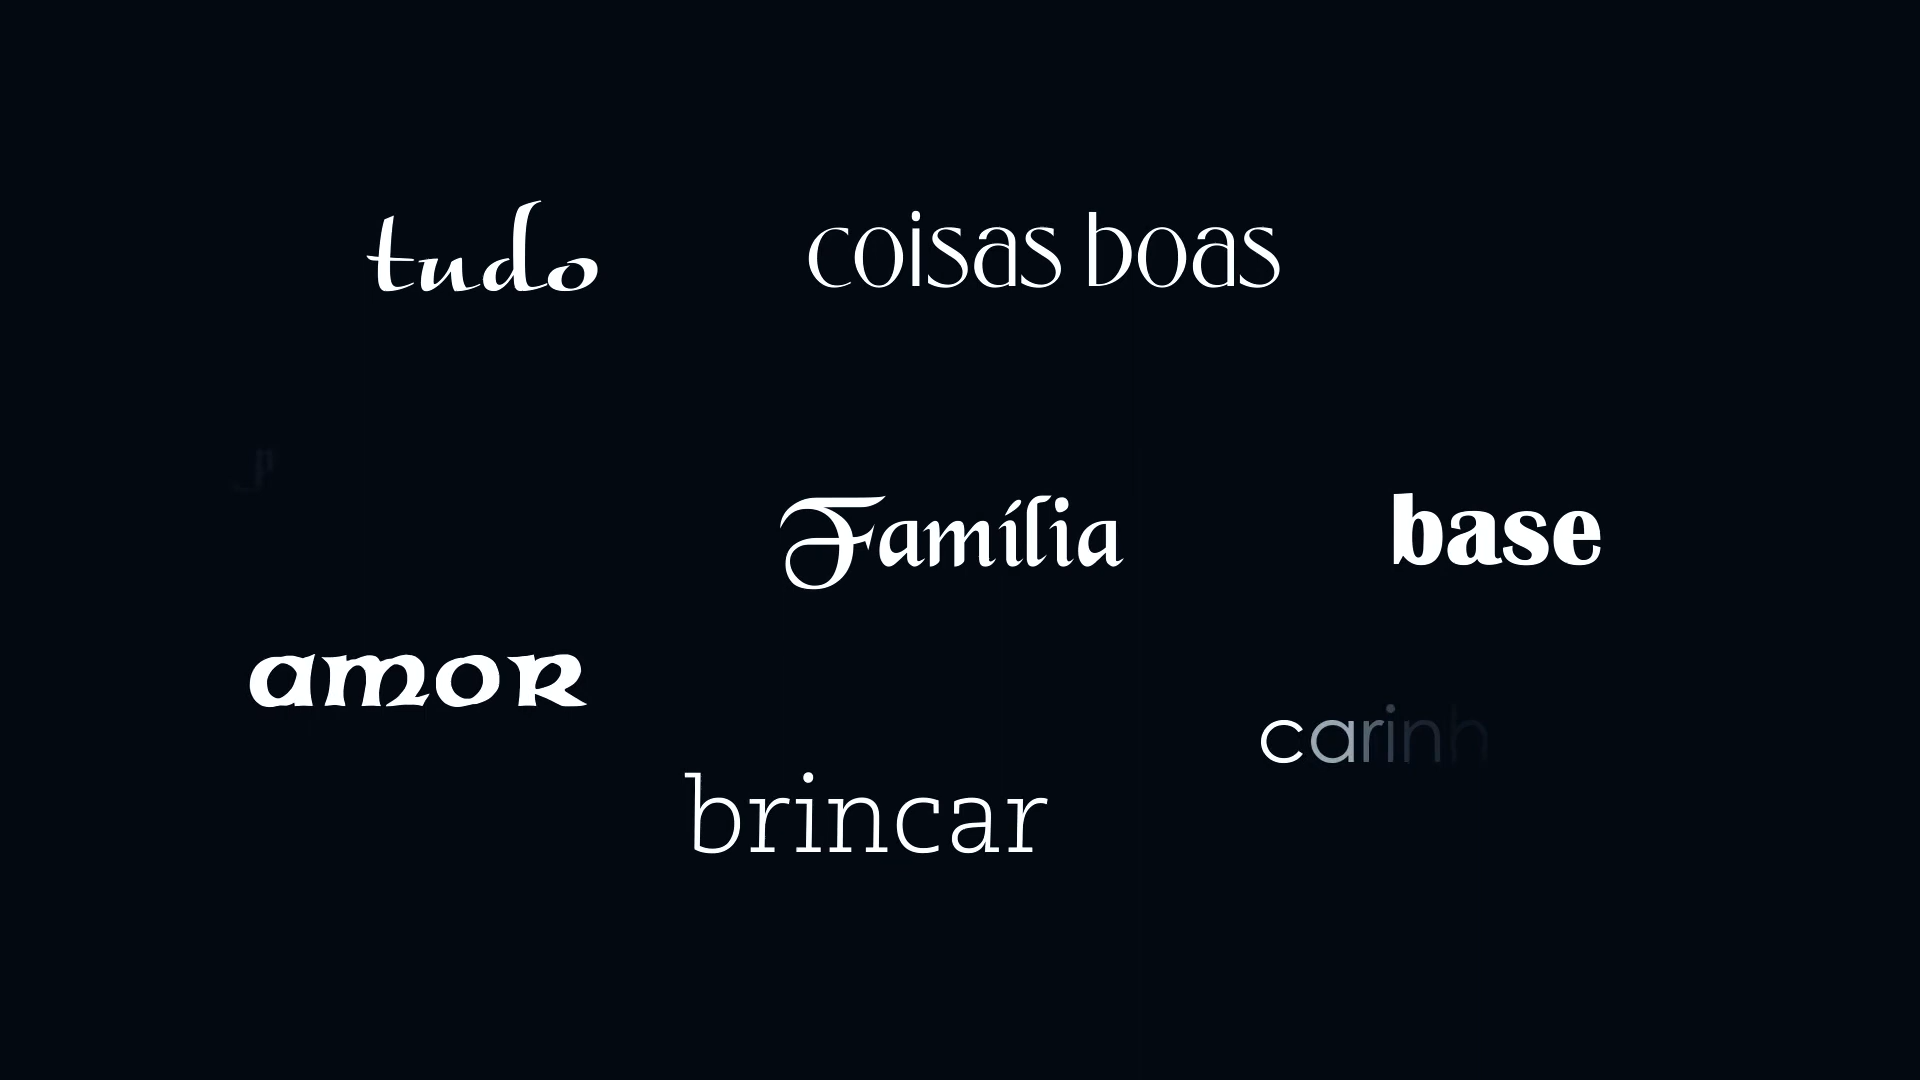 tudo
coisas boas
Família
base
amor
carinh
brincar